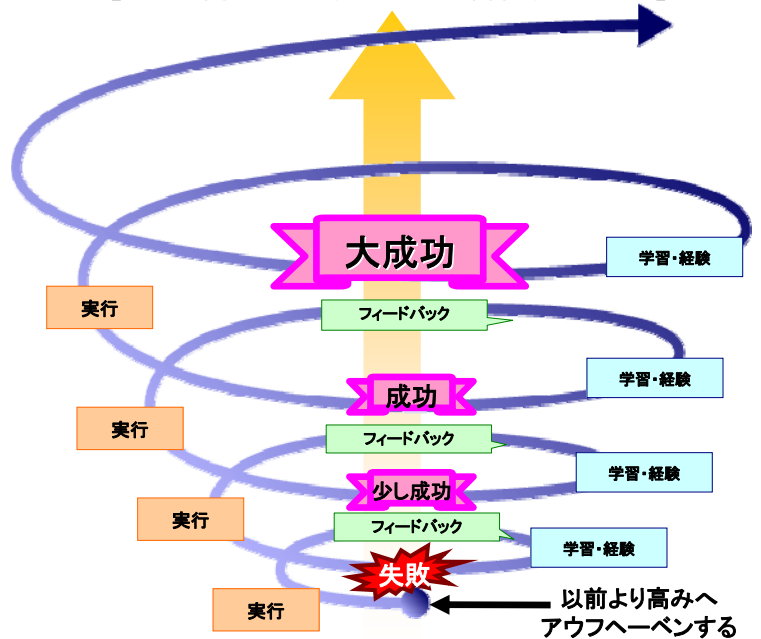 大成功
学習・経験
実行
フィードバック
成功
学習・経験
実行
フィードバック
少し成功
学習・経験
実行
フィードバック
失敗
学習・経験
実行
以前より高みへ
アウフヘーベンする